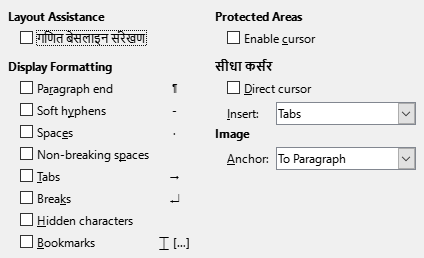 Layout Assistance
गणित बेसलाइन संरेखण
Display Formatting
Paragraph end ¶
Soft hyphens -
Spaces ·
Non-breaking spaces
Tabs →
Breaks ↵
Hidden characters
Bookmarks [...]
Protected Areas
Enable cursor
सीधा कर्सर
Direct cursor
Insert: Tabs
Image
Anchor: To Paragraph